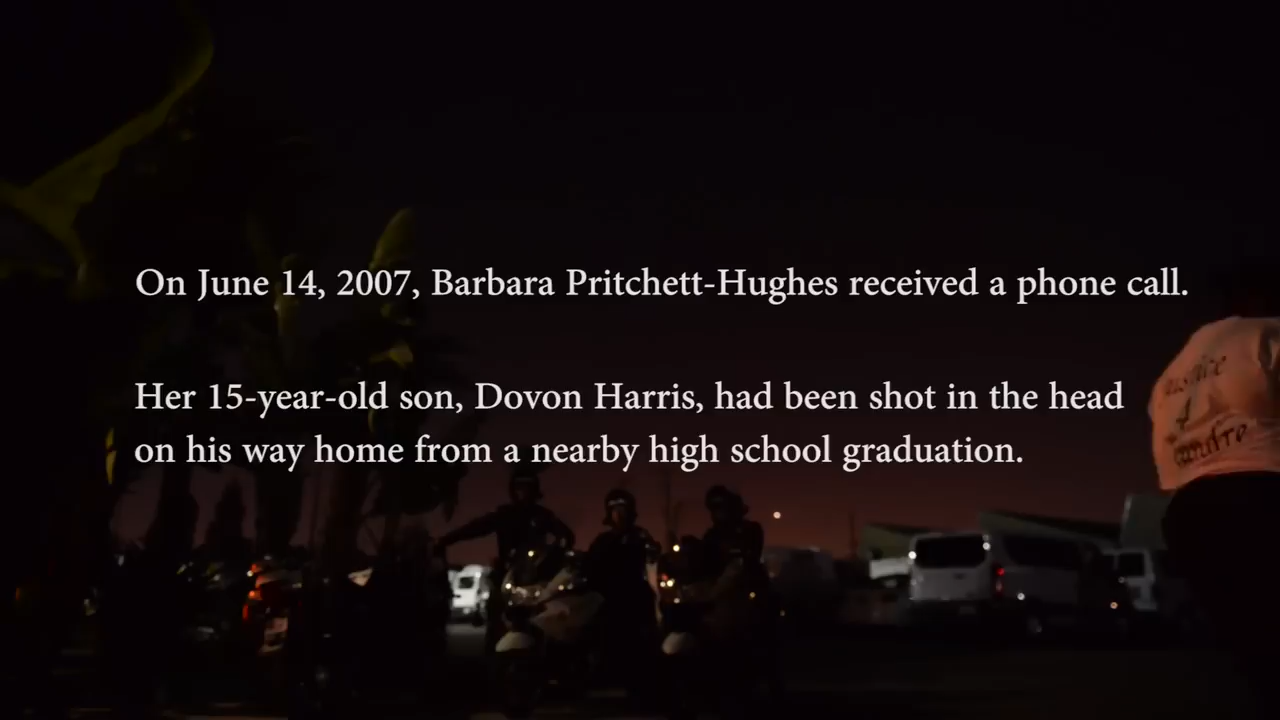 On June 14, 2007, Barbara Pritchett-Hughes received a phone call.
Her 15-year-old son, Dovon Harris, had been shot in the head
on his way home from a nearby high school graduation.